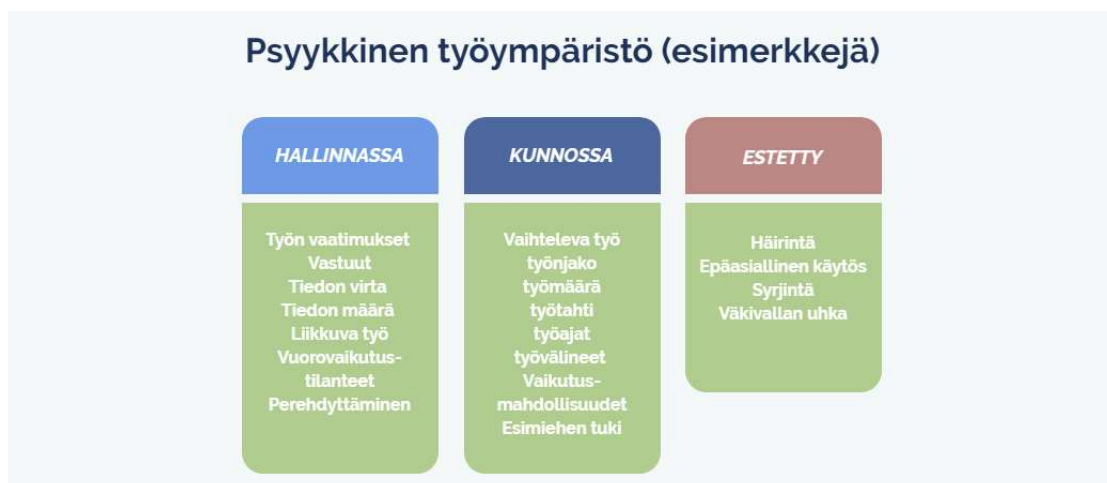 Psyykkinen työympäristö (esimerkkejä)
HALLINNASSA
Työn vaatimukset
Vastuut
Tiedon virta
Tiedon määrä
Liikkuva työ
Vuorovaikutus-
tilanteet
Perehdyttäminen
KUNNOSSA
Vaihteleva työ
työnjako
työmäärä
työtahti
työajat
työvälineet
Vaikutus-
mahdollisuudet
Esimiehen tuki
ESTETTY
Häirintä
Epäasiallinen käytös
Syrjintä
Väkivallan uhka